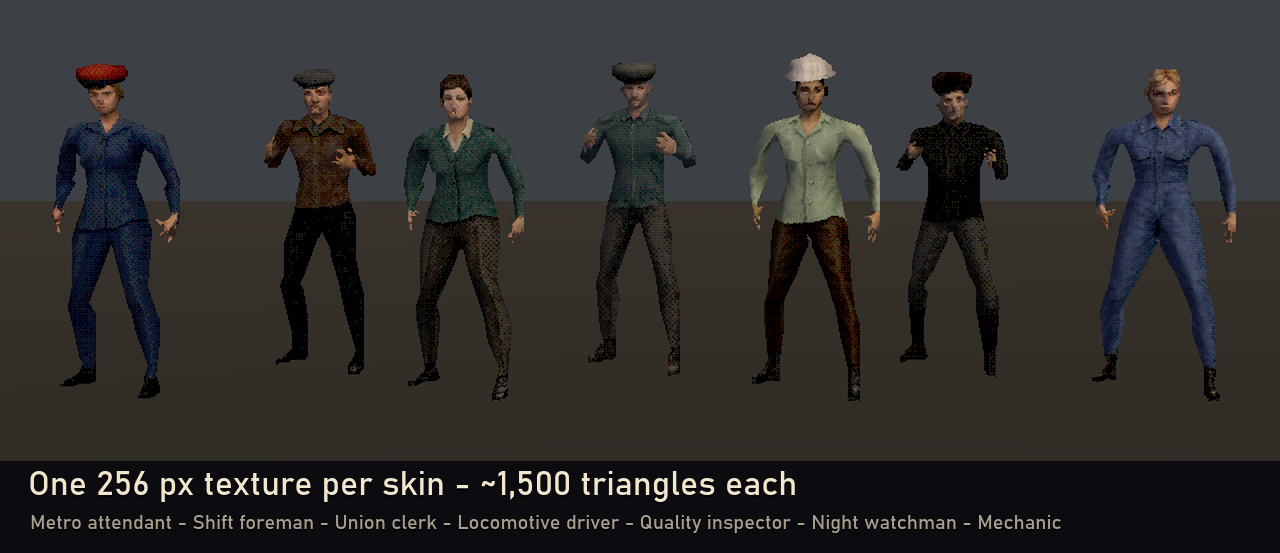 One 256 px texture per skin - ~1,500 triangles each
Metro attendant - Shift foreman - Union clerk - Locomotive driver - Quality inspector - Night watchman - Mechanic